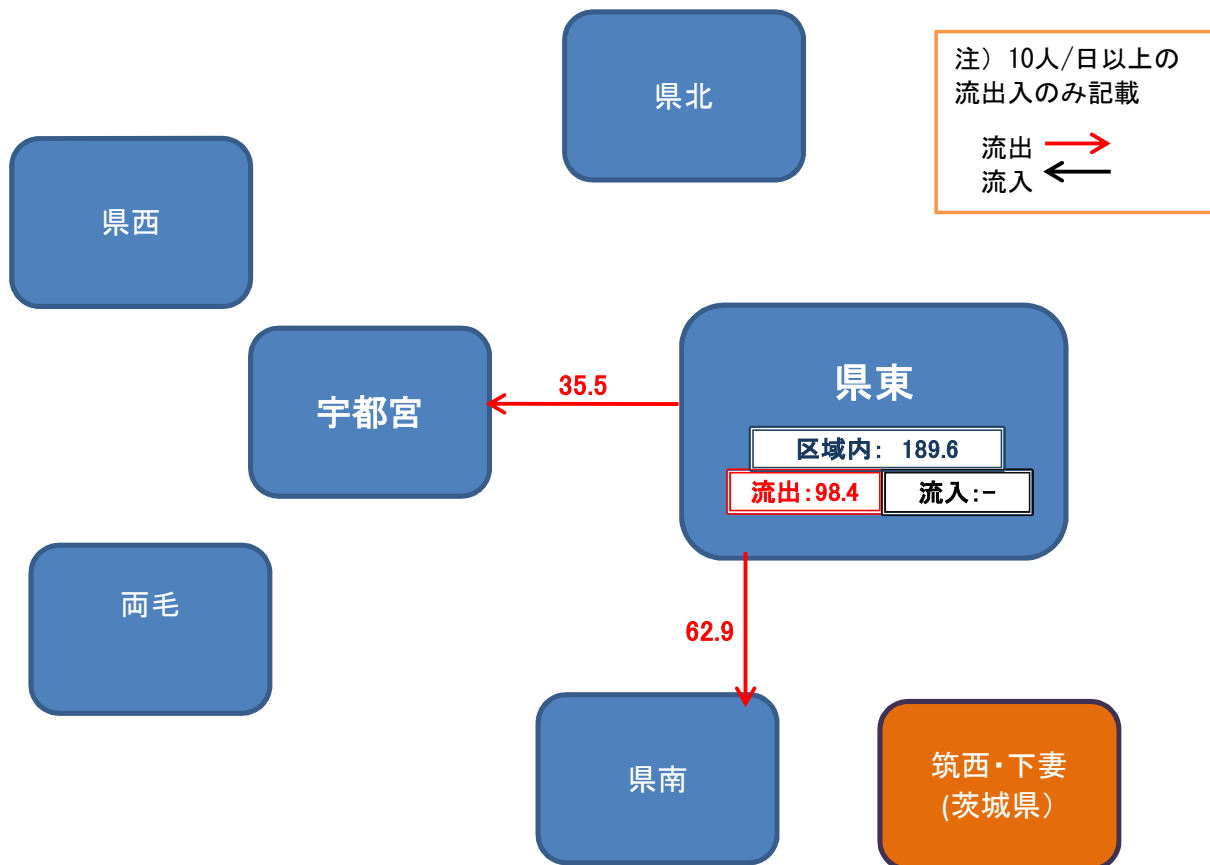 県北
注）10人/日以上の
流出入のみ記載
流出
流入
県西
県東
宇都宮
35.5
区域内： 189.6
流出：98.4
流入：-
両毛
62.9
県南
筑西・下妻
(茨城県）